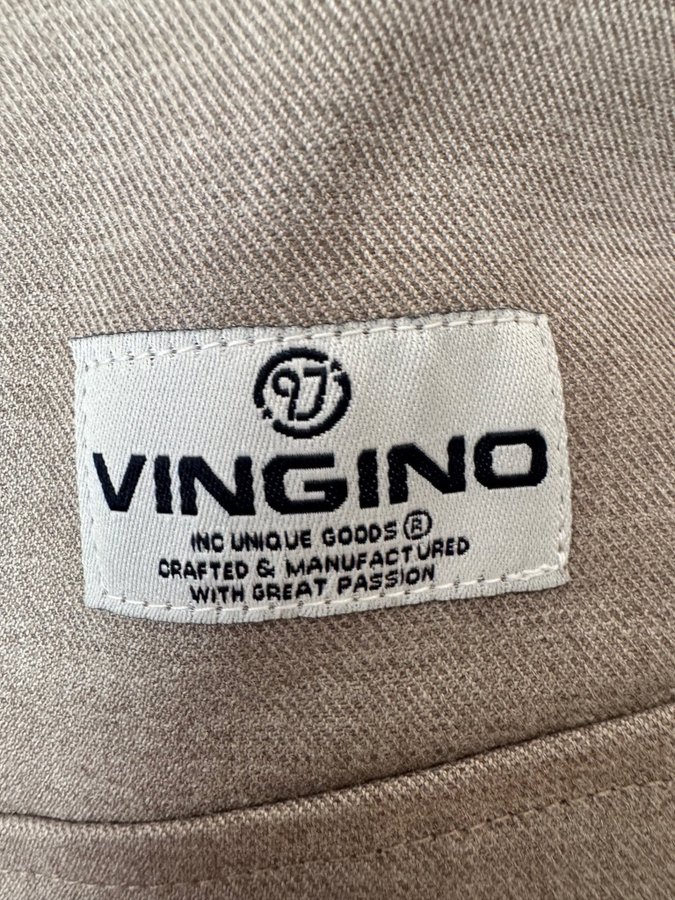 97
VINGINO
INC UNIQUE GOODS ®
CRAFTED & MANUFACTURED
WITH GREAT PASSION